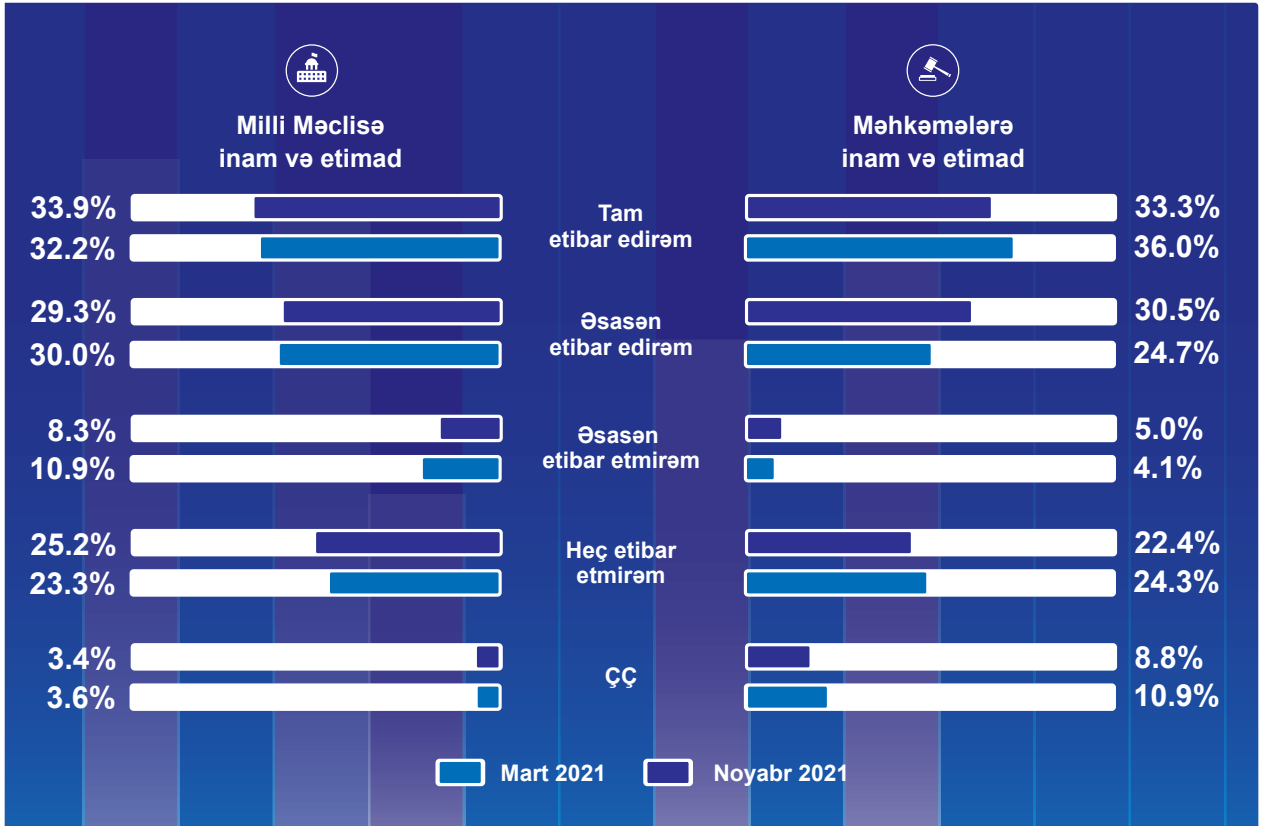 Milli Məclisə
inam və etimad
Məhkəmələrə
inam və etimad
33.9%
32.2%
Tam
etibar edirəm
33.3%
36.0%
29.3%
30.0%
Əsasən
etibar edirəm
30.5%
24.7%
8.3%
10.9%
Əsasən
etibar etmirəm
5.0%
4.1%
25.2%
23.3%
Heç etibar
etmirəm
22.4%
24.3%
3.4%
3.6%
ÇÇ
8.8%
10.9%
Mart 2021
Noyabr 2021